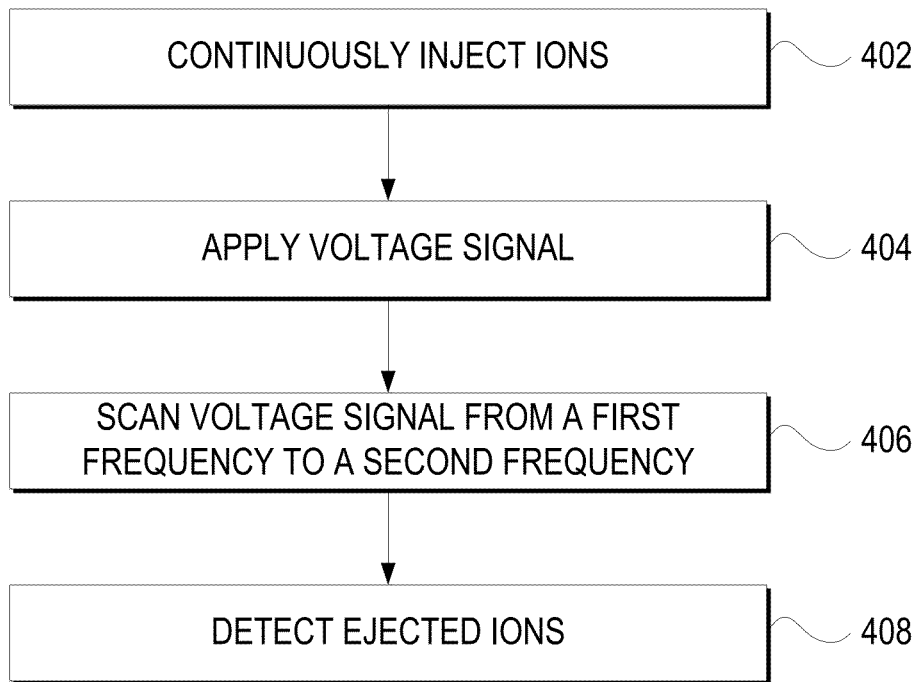 CONTINUOUSLY INJECT IONS
402
APPLY VOLTAGE SIGNAL
404
SCAN VOLTAGE SIGNAL FROM A FIRST
FREQUENCY TO A SECOND FREQUENCY
406
DETECT EJECTED IONS
408